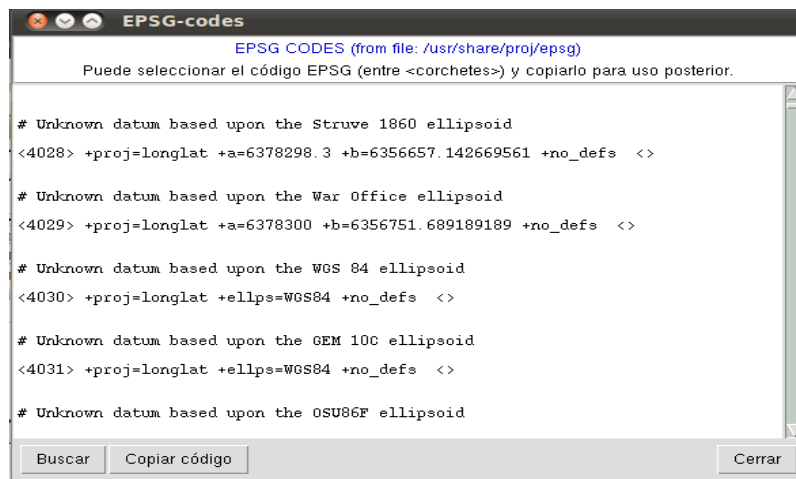 EPSG-codes
EPSG CODES (from file: /usr/share/proj/epsg)
Puede seleccionar el código EPSG (entre <corchetes>) y copiarlo para uso posterior.
# Unknown datum based upon the Struve 1860 ellipsoid
<4028> +proj=longlat +a=6378298.3 +b=6356657.142669561 +no_defs  <>
# Unknown datum based upon the War Office ellipsoid
<4029> +proj=longlat +a=6378300 +b=6356751.689189189 +no_defs  <>
# Unknown datum based upon the WGS 84 ellipsoid
<4030> +proj=longlat +ellps=WGS84 +no_defs  <>
# Unknown datum based upon the GEM 10C ellipsoid
<4031> +proj=longlat +ellps=WGS84 +no_defs  <>
# Unknown datum based upon the OSU86F ellipsoid
Buscar Copiar código Cerrar